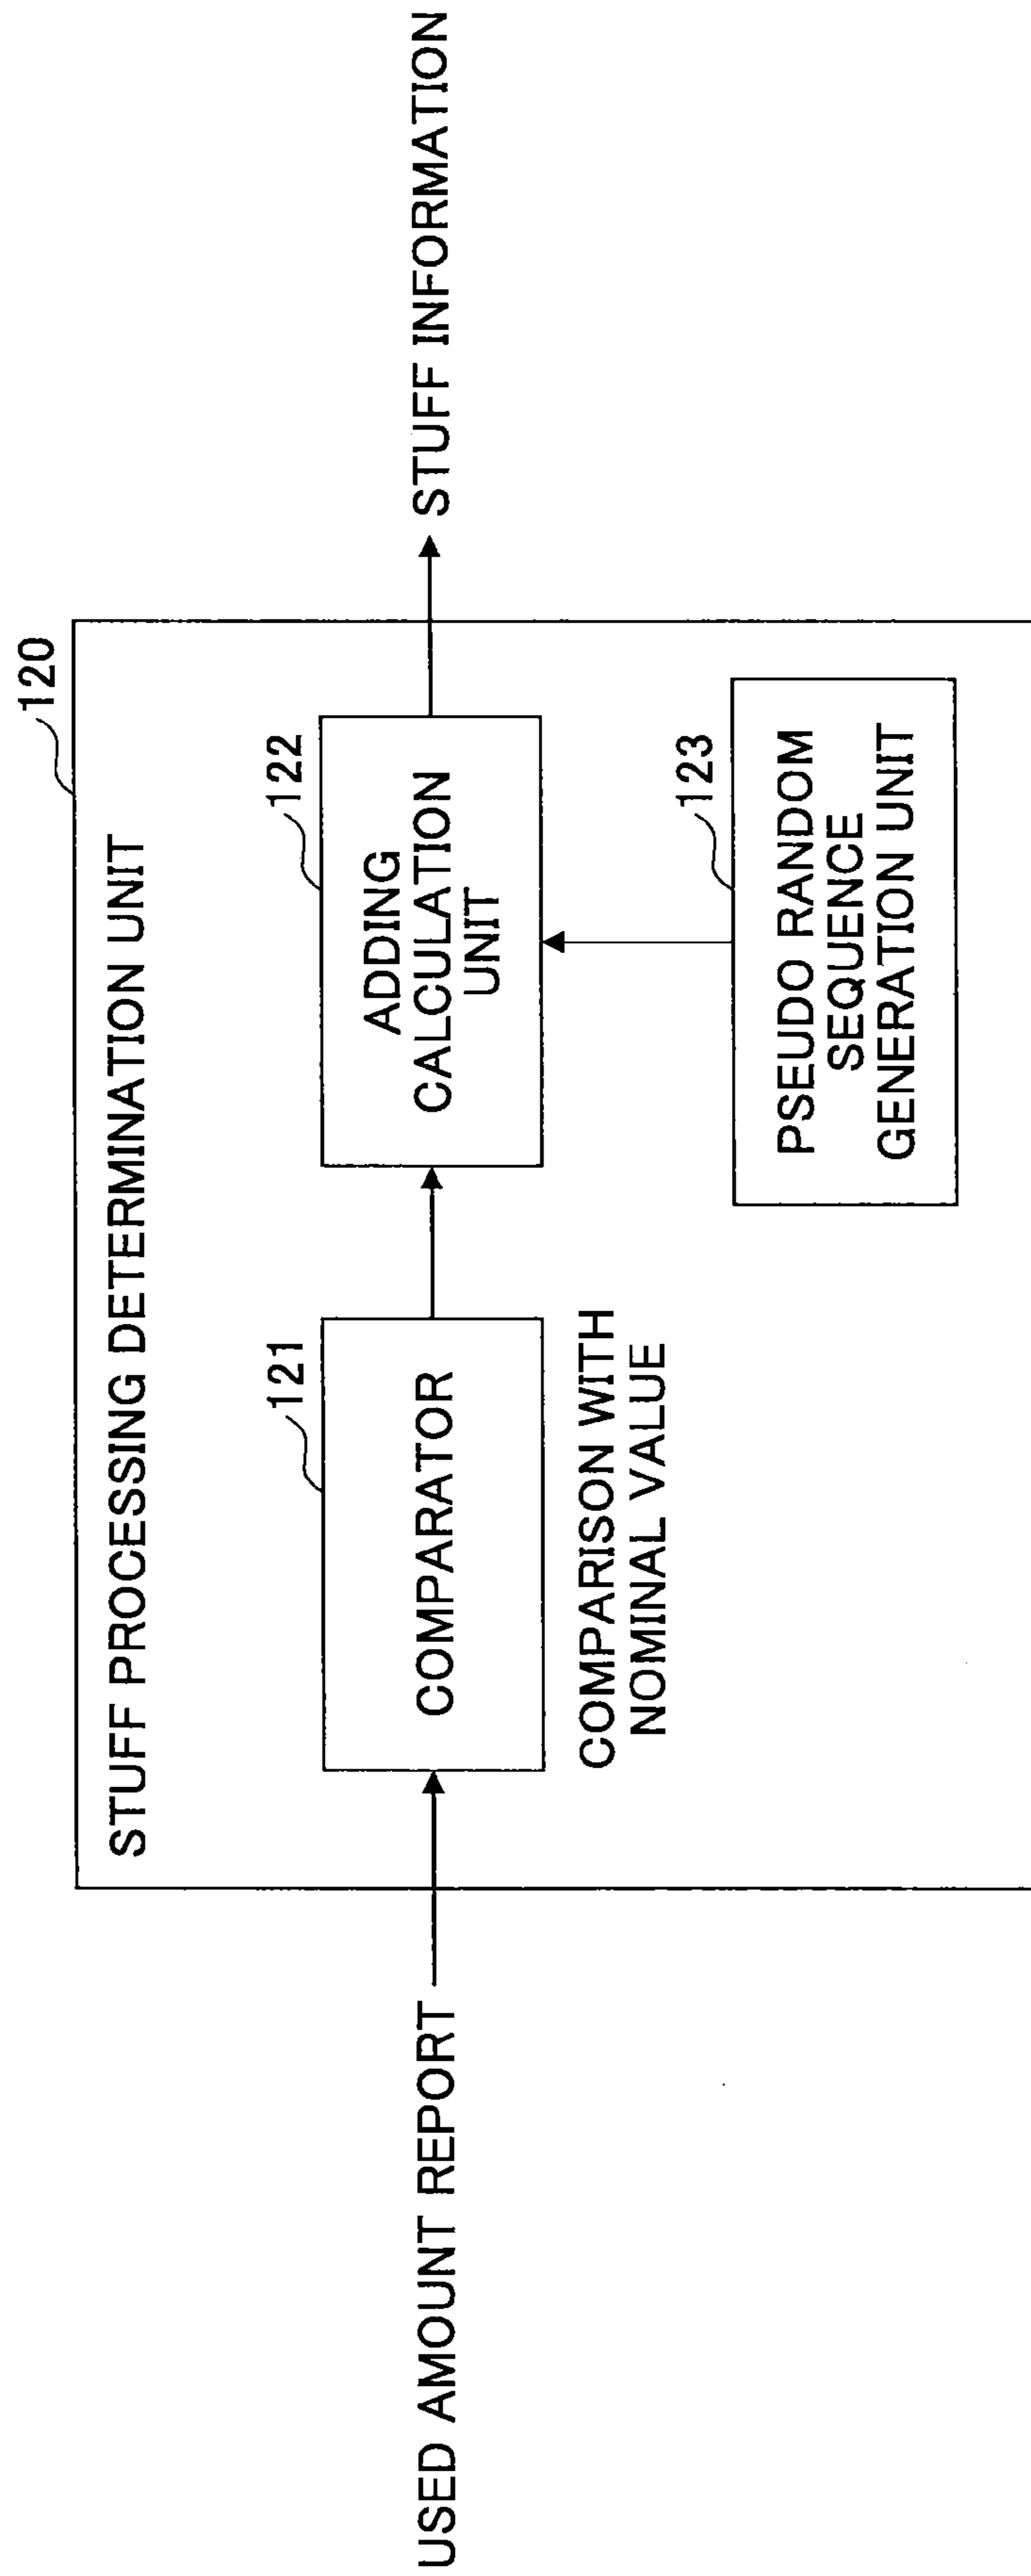 120
STUFF PROCESSING DETERMINATION UNIT
121
COMPARATOR
122
ADDING
CALCULATION
UNIT
USED AMOUNT REPORT
STUFF INFORMATION
COMPARISON WITH
NOMINAL VALUE
123
PSEUDO RANDOM
SEQUENCE
GENERATION UNIT